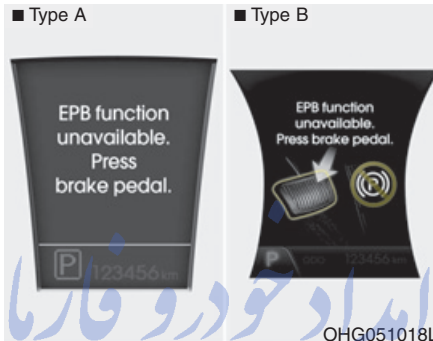 ■ Type A
EPB function
unavailable.
Press
brake pedal.
P 123456 km
■ Type B
EPB function
unavailable.
Press brake pedal.
(P)
P ODO 123456 km
امداد خودرو فارما
OHG051018L